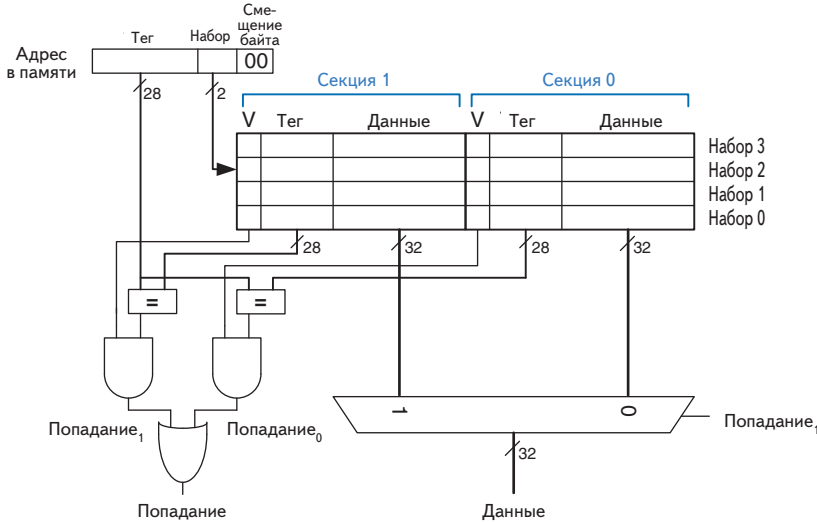 Адрес
в памяти
Тег
Набор
Сме-
щение
байта
00
28
2
Секция 1
Секция 0
V Тег Данные V Тег Данные
Набор 3
Набор 2
Набор 1
Набор 0
28
32
28
32
=
=
1
0
Попадание₁
Попадание₀
Попадание₁
32
Попадание
Данные